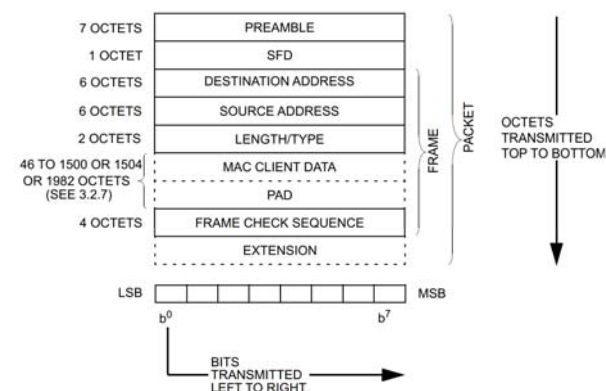 7 OCTETS PREAMBLE
1 OCTET SFD
6 OCTETS DESTINATION ADDRESS
6 OCTETS SOURCE ADDRESS
2 OCTETS LENGTH/TYPE
46 TO 1500 OR 1504
OR 1982 OCTETS
(SEE 3.2.7)
MAC CLIENT DATA
PAD
4 OCTETS FRAME CHECK SEQUENCE
EXTENSION
FRAME
PACKET
OCTETS
TRANSMITTED
TOP TO BOTTOM
LSB MSB
b0 b7
BITS
TRANSMITTED
LEFT TO RIGHT